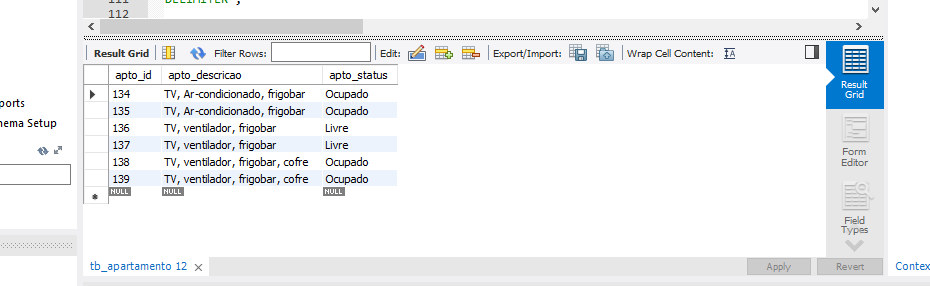 111
DELIMITER ;
112
Result Grid Filter Rows: Edit: Export/Import: Wrap Cell Content: IA
apto_id apto_descricao apto_status
134 TV, Ar-condicionado, frigobar Ocupado
135 TV, Ar-condicionado, frigobar Ocupado
136 TV, ventilador, frigobar Livre
137 TV, ventilador, frigobar Livre
138 TV, ventilador, frigobar, cofre Ocupado
139 TV, ventilador, frigobar, cofre Ocupado
NULL NULL NULL
ports
hema Setup
Result
Grid
Form
Editor
Field
Types
tb_apartamento 12
Apply Revert
Contex